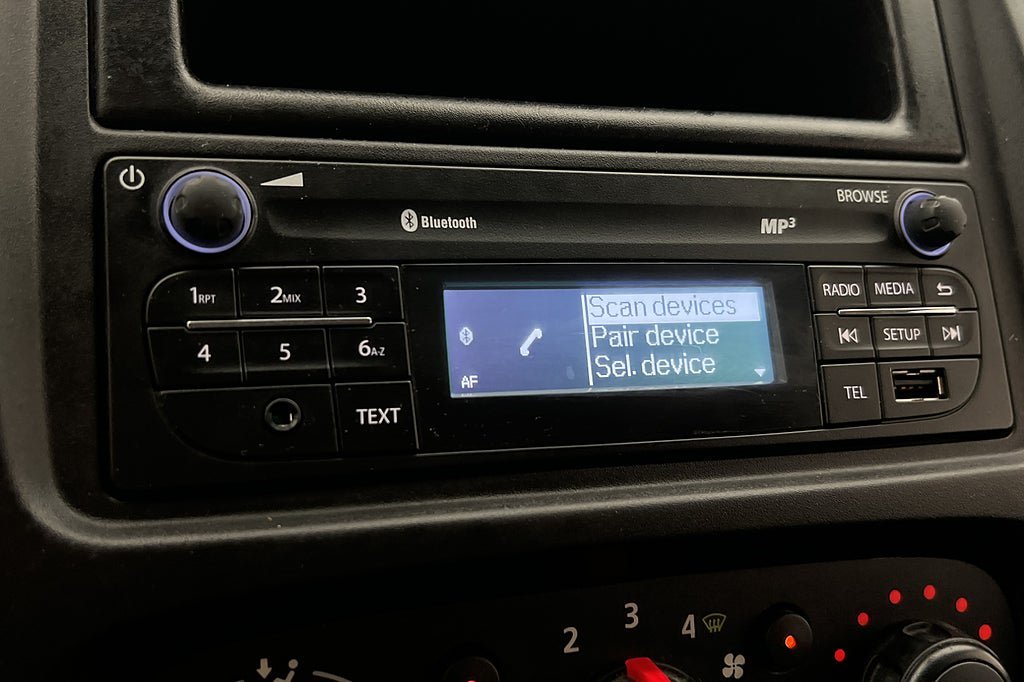 BROWSE
Bluetooth
MP3
1RPT 2MIX 3
4 5 6A-Z
TEXT
Scan devices
Pair device
Sel. device
AF
RADIO MEDIA
SETUP
TEL
2 3 4